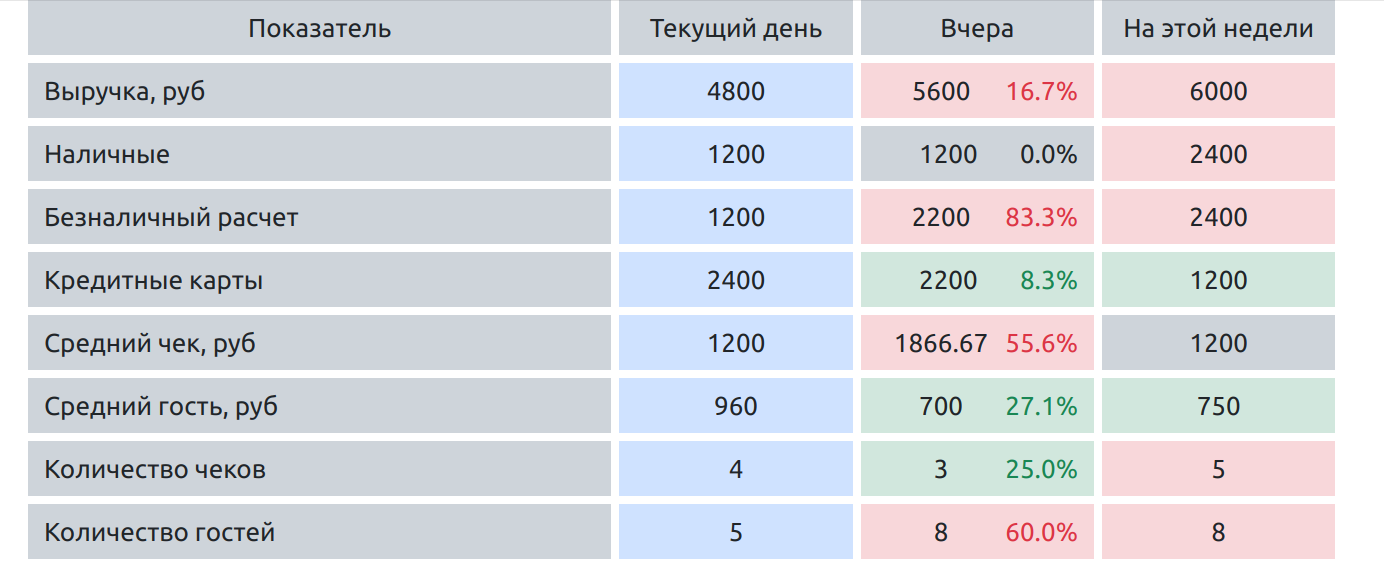 Показатель Текущий день Вчера На этой недели
Выручка, руб 4800 5600 16.7% 6000
Наличные 1200 1200 0.0% 2400
Безналичный расчет 1200 2200 83.3% 2400
Кредитные карты 2400 2200 8.3% 1200
Средний чек, руб 1200 1866.67 55.6% 1200
Средний гость, руб 960 700 27.1% 750
Количество чеков 4 3 25.0% 5
Количество гостей 5 8 60.0% 8